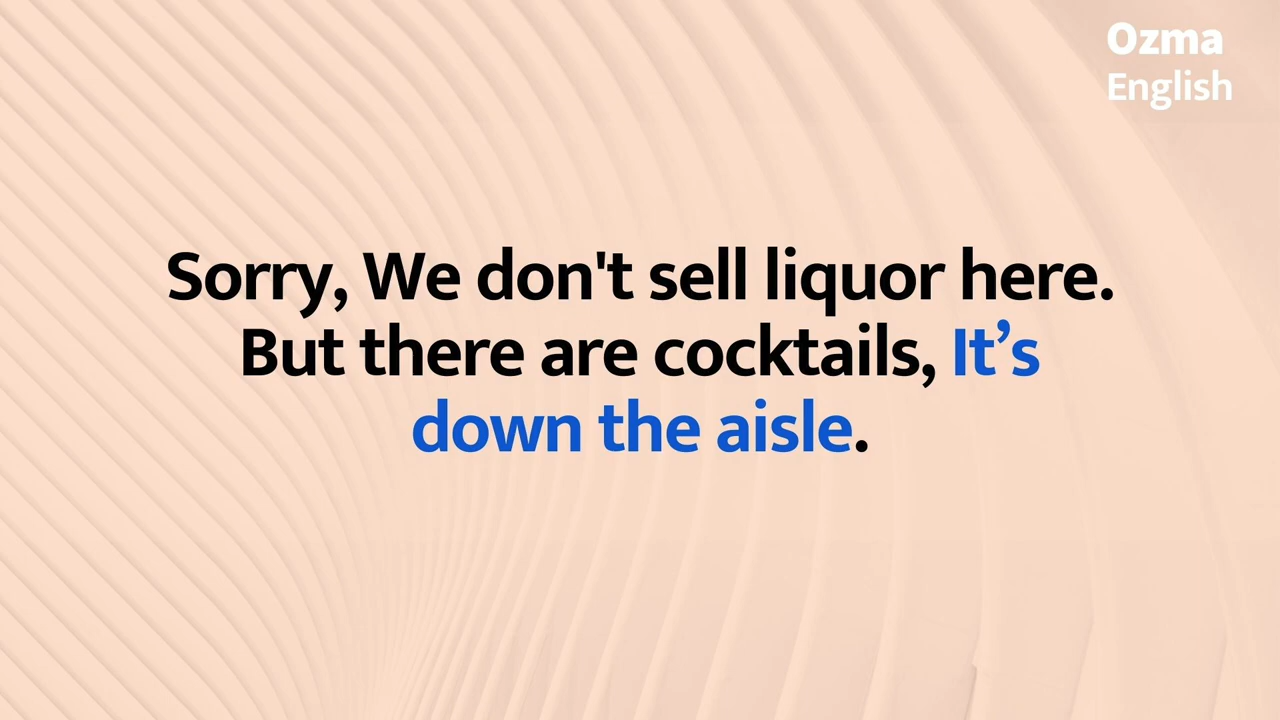 Ozma
English
Sorry, We don't sell liquor here.
But there are cocktails, It’s
down the aisle.